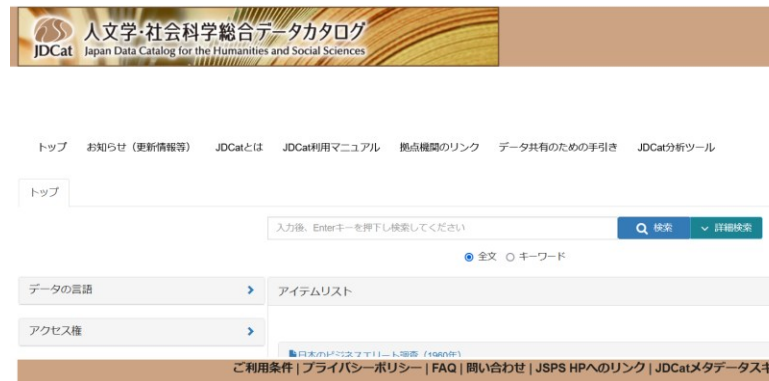 JDCat
人文学・社会科学総合データカタログ
Japan Data Catalog for the Humanities and Social Sciences
トップ お知らせ（更新情報等） JDCatとは JDCat利用マニュアル 拠点機関のリンク データ共有のための手引き JDCat分析ツール
トップ
入力後、Enterキーを押下し検索してください 検索 詳細検索
全文 キーワード
データの言語 アイテムリスト
アクセス権
日本のビジネスエリート調査（1960年）
ご利用条件 | プライバシーポリシー | FAQ | 問い合わせ | JSPS HPへのリンク | JDCatメタデータスキ